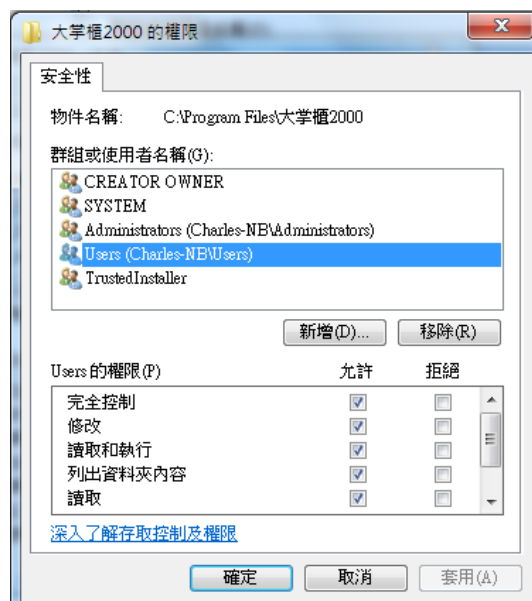 大掌櫃2000 的權限
安全性
物件名稱: C:\Program Files\大掌櫃2000
群組或使用者名稱(G):
CREATOR OWNER
SYSTEM
Administrators (Charles-NB\Administrators)
Users (Charles-NB\Users)
TrustedInstaller
新增(D)... 移除(R)
Users 的權限(P) 允許 拒絕
完全控制
修改
讀取和執行
列出資料夾內容
讀取
深入了解存取控制及權限
確定 取消 套用(A)